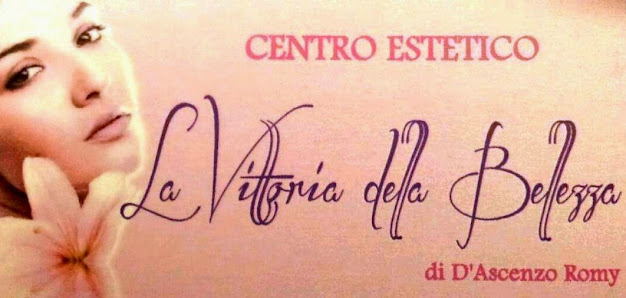 CENTRO ESTETICO
La Vittoria della Bellezza
di D'Ascenzo Romy